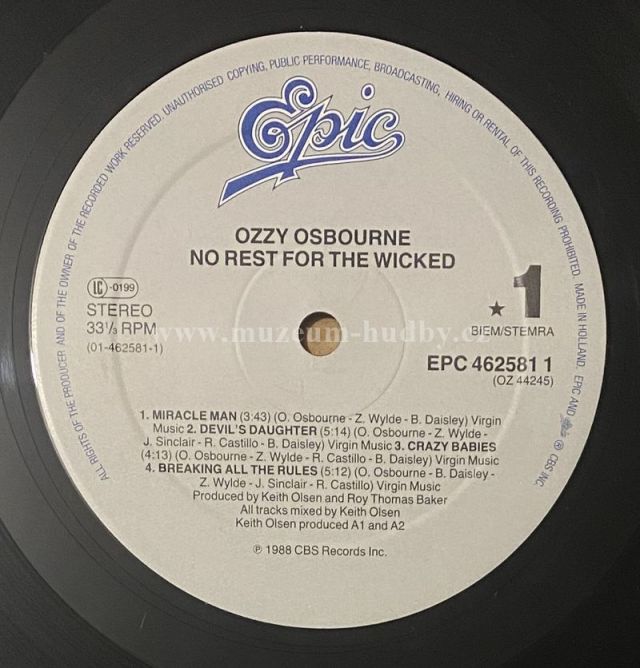 ALL RIGHTS OF THE PRODUCER AND OF THE OWNER OF THE RECORDED WORK RESERVED. UNAUTHORISED COPYING, PUBLIC PERFORMANCE, BROADCASTING, HIRING OR RENTAL OF THIS RECORDING PROHIBITED. MADE IN HOLLAND. EPIC AND Epic ® CBS INC.
Epic
OZZY OSBOURNE
NO REST FOR THE WICKED
LC-0199
STEREO
33⅓ RPM
(01-462581-1)
★ 1
BIEM/STEMRA
EPC 462581 1
(OZ 44245)
www.muzeum-hudby.cz
1. MIRACLE MAN (3:43) (O. Osbourne - Z. Wylde - B. Daisley) Virgin
Music 2. DEVIL'S DAUGHTER (5:14) (O. Osbourne - Z. Wylde -
J. Sinclair - R. Castillo - B. Daisley) Virgin Music 3. CRAZY BABIES
(4:13) (O. Osbourne - Z. Wylde - R. Castillo - B. Daisley) Virgin Music
4. BREAKING ALL THE RULES (5:12) (O. Osbourne - B. Daisley -
Z. Wylde - J. Sinclair - R. Castillo) Virgin Music
Produced by Keith Olsen and Roy Thomas Baker
All tracks mixed by Keith Olsen
Keith Olsen produced A1 and A2
℗ 1988 CBS Records Inc.